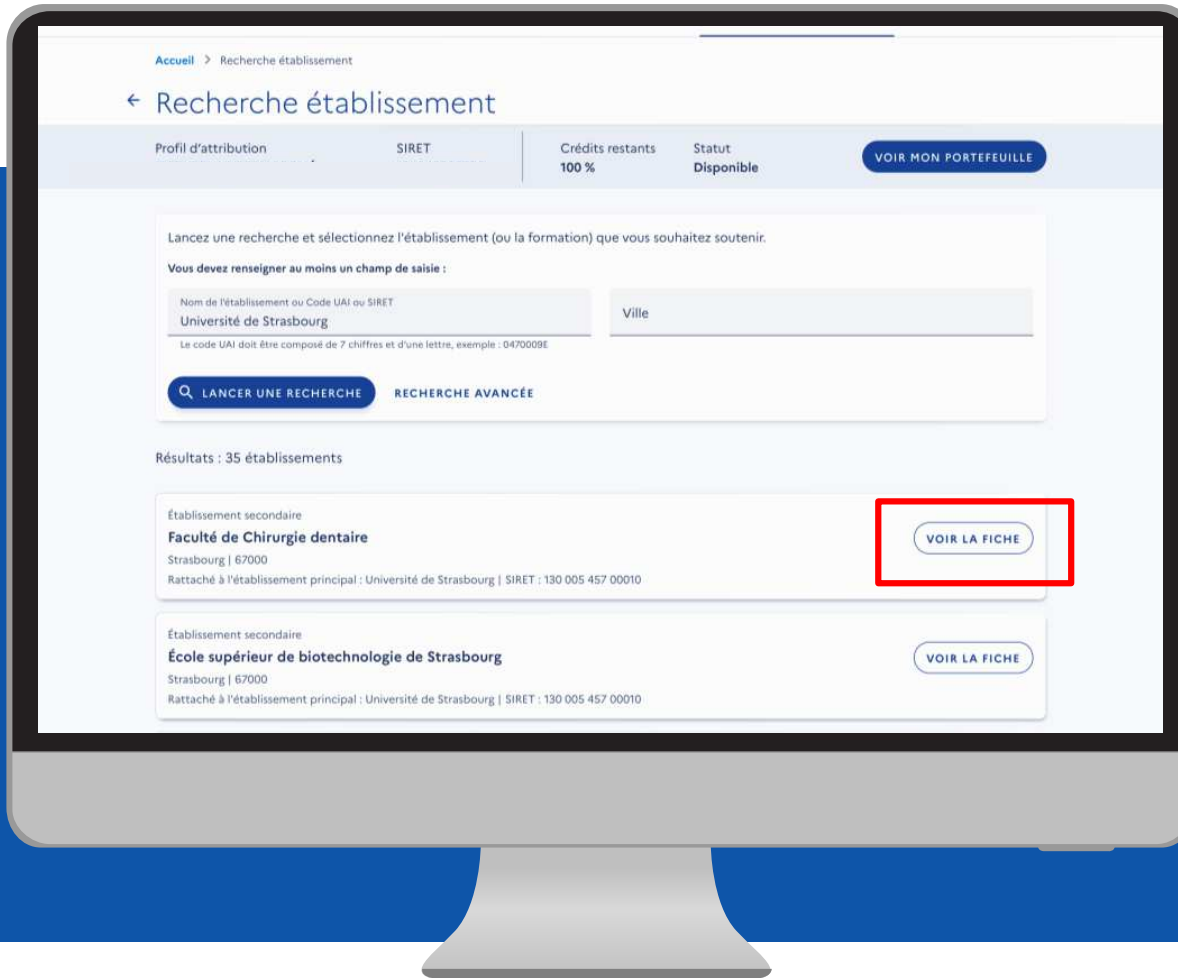 Accueil > Recherche établissement
← Recherche établissement
Profil d'attribution SIRET Crédits restants Statut
100 % Disponible
VOIR MON PORTEFEUILLE
Lancez une recherche et sélectionnez l'établissement (ou la formation) que vous souhaitez soutenir.
Vous devez renseigner au moins un champ de saisie :
Nom de l'établissement ou Code UAI ou SIRET
Université de Strasbourg
Ville
Le code UAI doit être composé de 7 chiffres et d'une lettre, exemple : 0470009E
LANCER UNE RECHERCHE RECHERCHE AVANCÉE
Résultats : 35 établissements
Établissement secondaire
Faculté de Chirurgie dentaire
VOIR LA FICHE
Strasbourg | 67000
Rattaché à l'établissement principal : Université de Strasbourg | SIRET : 130 005 457 00010
Établissement secondaire
École supérieur de biotechnologie de Strasbourg
VOIR LA FICHE
Strasbourg | 67000
Rattaché à l'établissement principal : Université de Strasbourg | SIRET : 130 005 457 00010